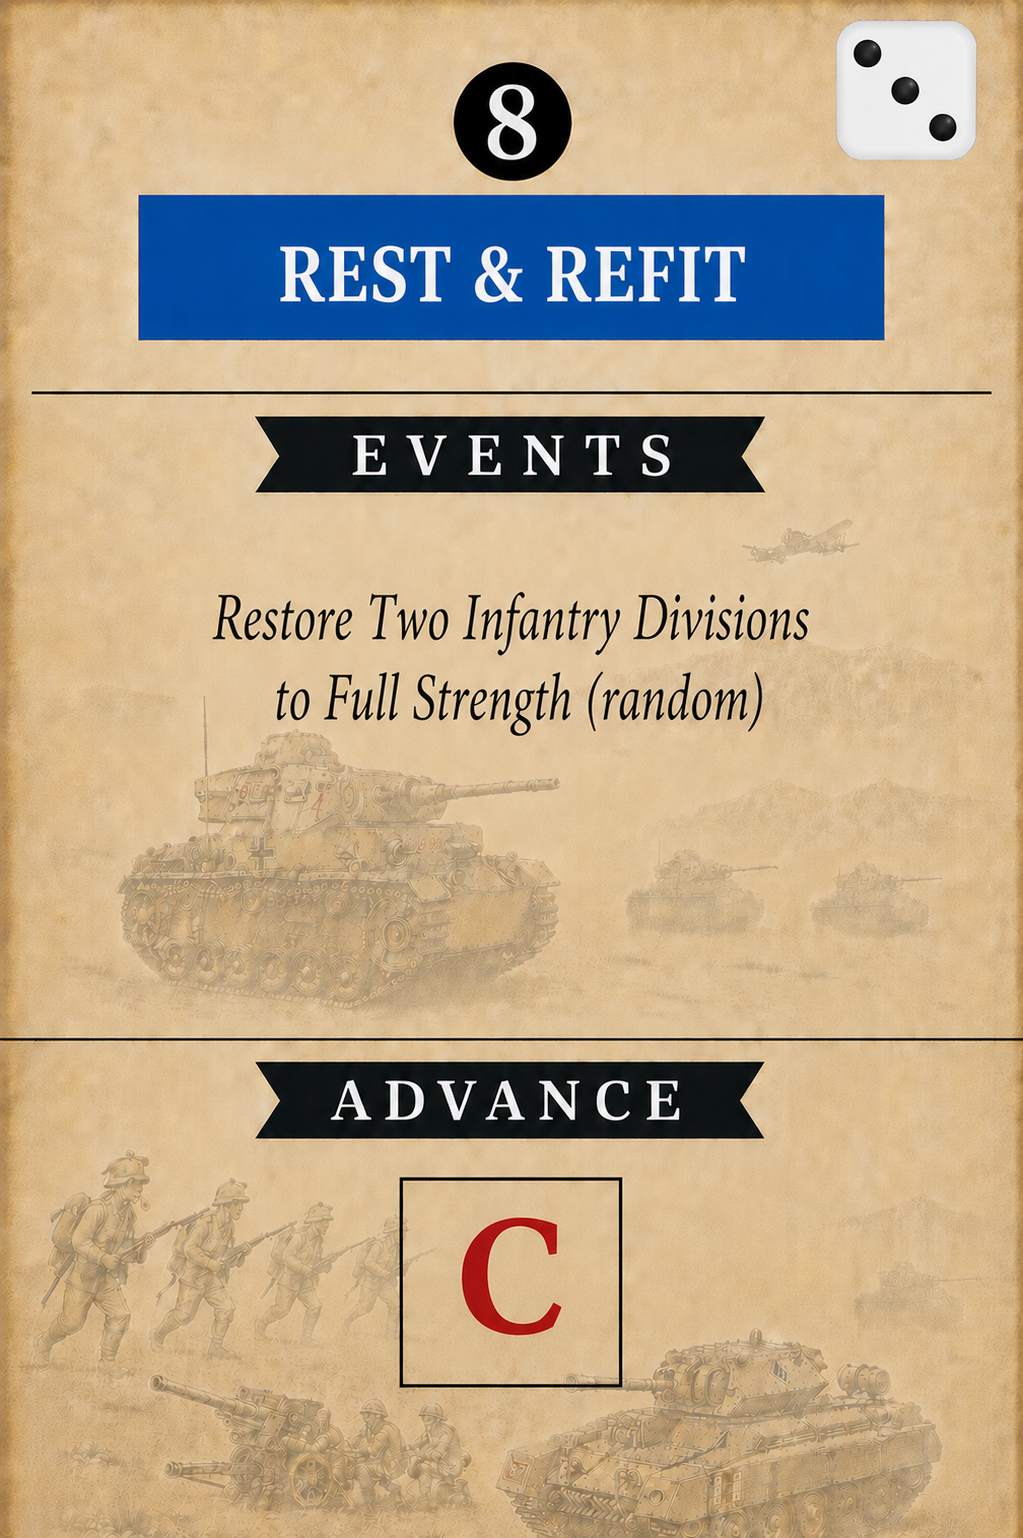 8
REST & REFIT
EVENTS
Restore Two Infantry Divisions
to Full Strength (random)
ADVANCE
C